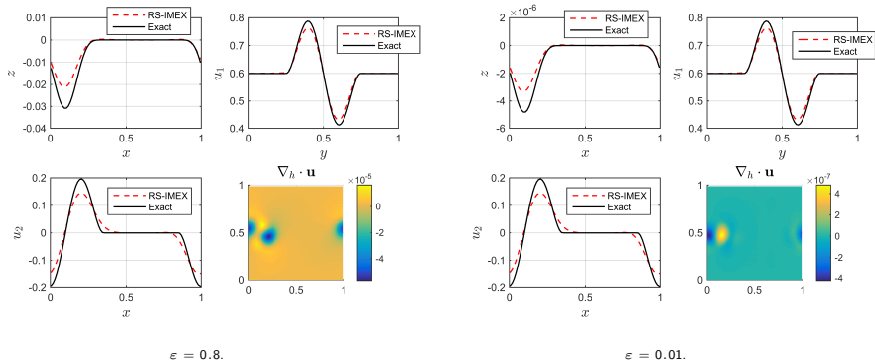 0.01
0
-0.01
-0.02
-0.03
-0.04
z
0
0.5
1
x
RS-IMEX
Exact
0.8
0.7
0.6
0.5
0.4
u₁
0
0.5
1
y
RS-IMEX
Exact
0.2
0.1
0
-0.1
-0.2
u₂
0
0.5
1
x
RS-IMEX
Exact
∇ₕ · u
1
0.5
0
0
0.5
1
×10⁻⁵
0
-2
-4
ε = 0.8.
×10⁻⁶
2
0
-2
-4
-6
z
0
0.5
1
x
RS-IMEX
Exact
0.8
0.7
0.6
0.5
0.4
u₁
0
0.5
1
y
RS-IMEX
Exact
0.2
0.1
0
-0.1
-0.2
u₂
0
0.5
1
x
RS-IMEX
Exact
∇ₕ · u
1
0.5
0
0
0.5
1
×10⁻⁷
4
2
0
-2
-4
ε = 0.01.